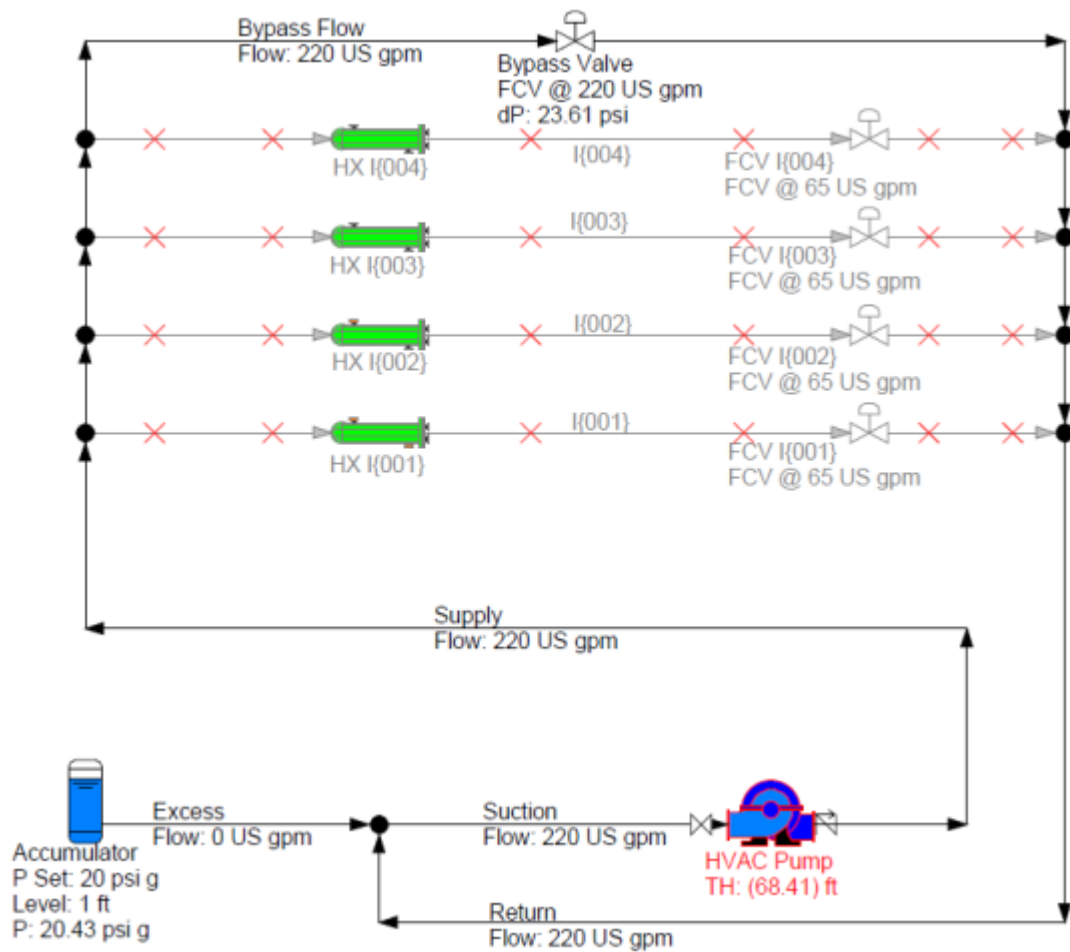 Bypass Flow
Flow: 220 US gpm
Bypass Valve
FCV @ 220 US gpm
dP: 23.61 psi
HX I{004}
I{004}
FCV I{004}
FCV @ 65 US gpm
HX I{003}
I{003}
FCV I{003}
FCV @ 65 US gpm
HX I{002}
I{002}
FCV I{002}
FCV @ 65 US gpm
HX I{001}
I{001}
FCV I{001}
FCV @ 65 US gpm
Supply
Flow: 220 US gpm
Excess
Flow: 0 US gpm
Suction
Flow: 220 US gpm
Accumulator
P Set: 20 psi g
Level: 1 ft
P: 20.43 psi g
HVAC Pump
TH: (68.41) ft
Return
Flow: 220 US gpm